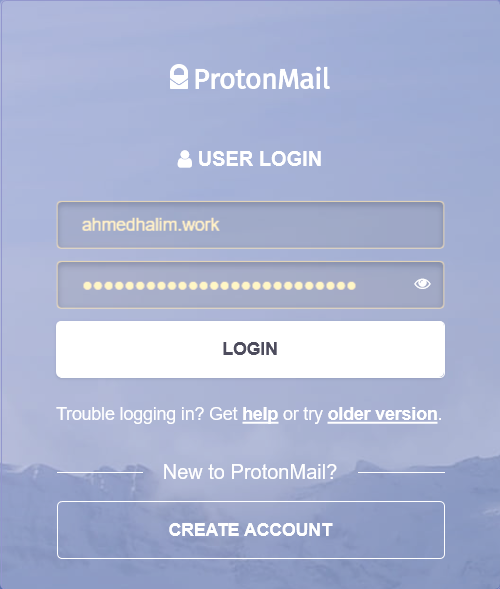 ProtonMail
USER LOGIN
ahmedhalim.work
••••••••••••••••••••••••••
LOGIN
Trouble logging in? Get help or try older version.
New to ProtonMail?
CREATE ACCOUNT